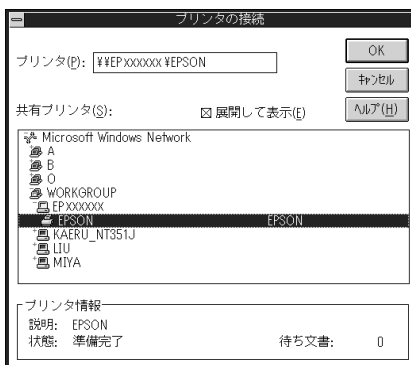 プリンタの接続
プリンタ(P): ¥¥EPxxxxxx¥EPSON
OK
キャンセル
ヘルプ(H)
共有プリンタ(S):
展開して表示(E)
Microsoft Windows Network
A
B
O
WORKGROUP
EPXXXXXX
EPSON EPSON
KAERU_NT351J
LIU
MIYA
プリンタ情報
説明: EPSON
状態: 準備完了 待ち文書: 0